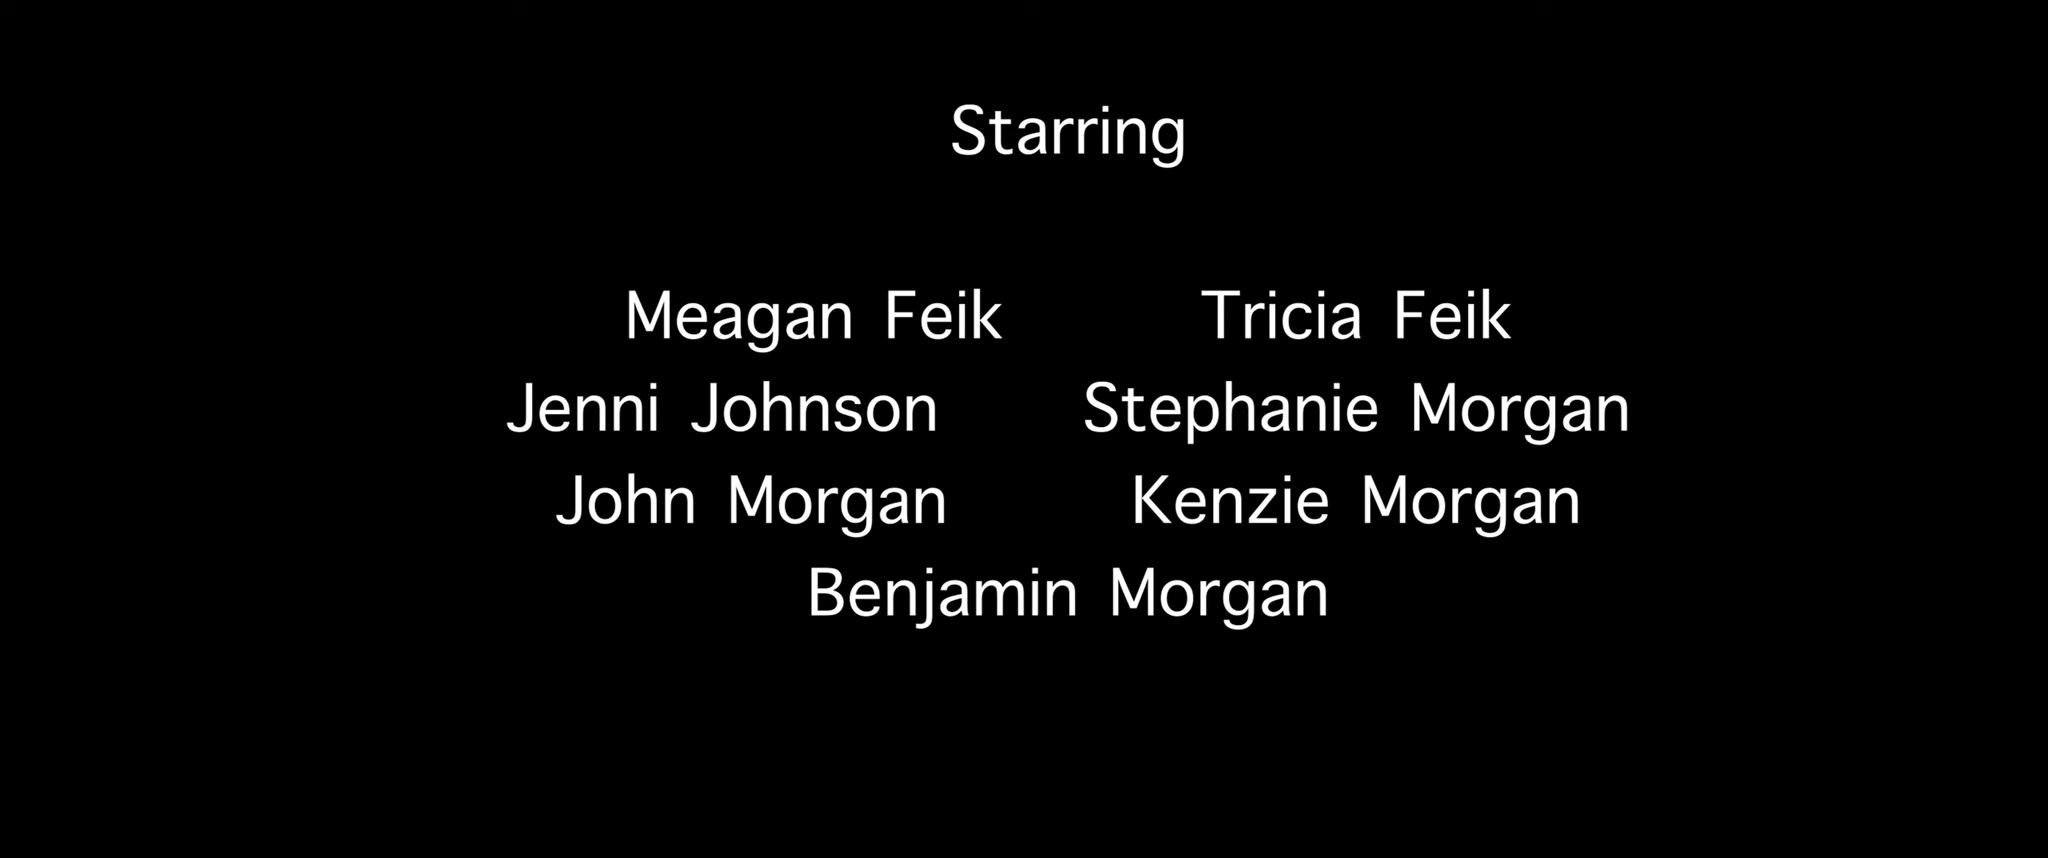 Starring
Meagan Feik Tricia Feik
Jenni Johnson Stephanie Morgan
John Morgan Kenzie Morgan
Benjamin Morgan